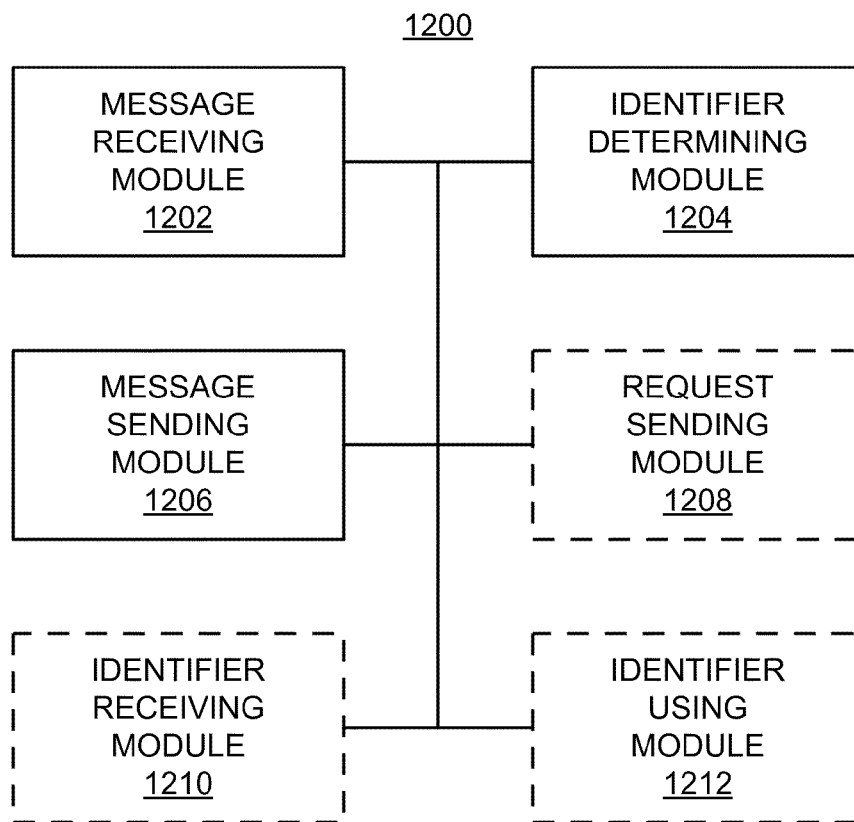 1200
MESSAGE
RECEIVING
MODULE
1202
IDENTIFIER
DETERMINING
MODULE
1204
MESSAGE
SENDING
MODULE
1206
REQUEST
SENDING
MODULE
1208
IDENTIFIER
RECEIVING
MODULE
1210
IDENTIFIER
USING
MODULE
1212